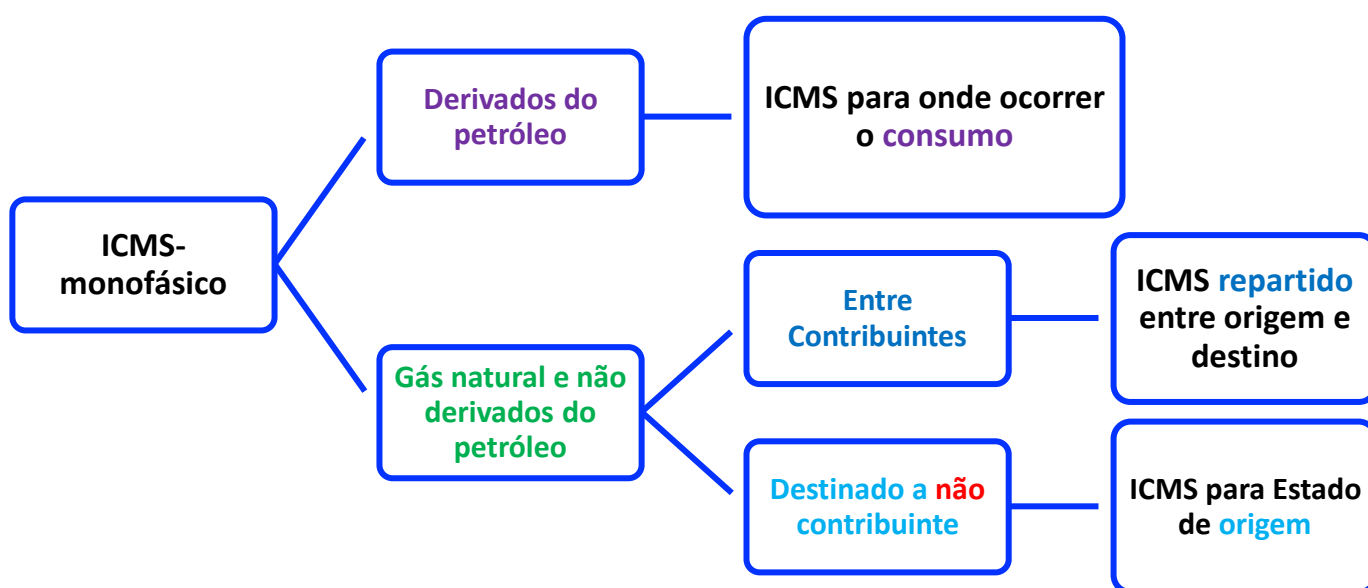 ICMS-
monofásico
Derivados do
petróleo
ICMS para onde ocorrer
o consumo
Gás natural e não
derivados do
petróleo
Entre
Contribuintes
ICMS repartido
entre origem e
destino
Destinado a não
contribuinte
ICMS para Estado
de origem